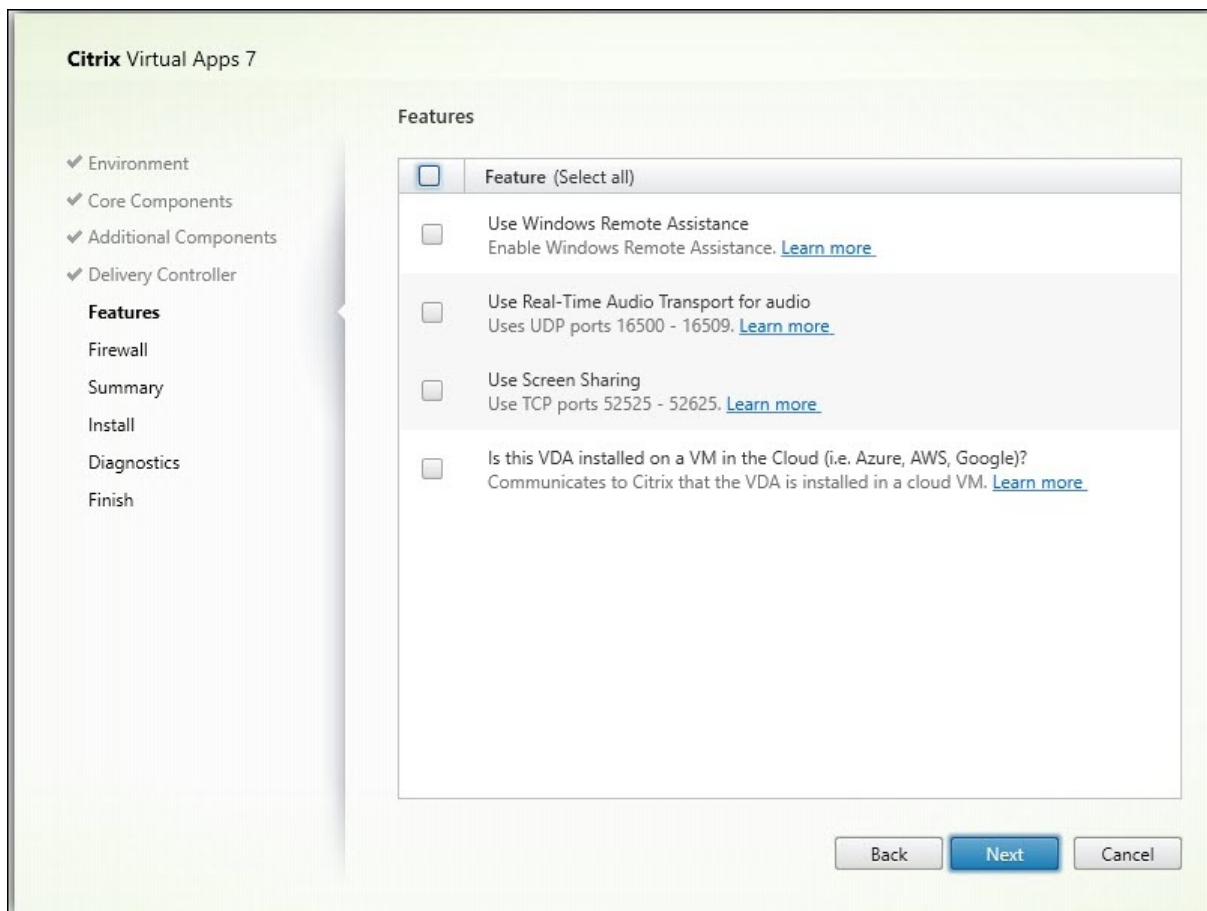 Citrix Virtual Apps 7
Features
Environment
Core Components
Additional Components
Delivery Controller
Features
Firewall
Summary
Install
Diagnostics
Finish
Feature (Select all)
Use Windows Remote Assistance
Enable Windows Remote Assistance. Learn more
Use Real-Time Audio Transport for audio
Uses UDP ports 16500 - 16509. Learn more
Use Screen Sharing
Use TCP ports 52525 - 52625. Learn more
Is this VDA installed on a VM in the Cloud (i.e. Azure, AWS, Google)?
Communicates to Citrix that the VDA is installed in a cloud VM. Learn more
Back
Next
Cancel